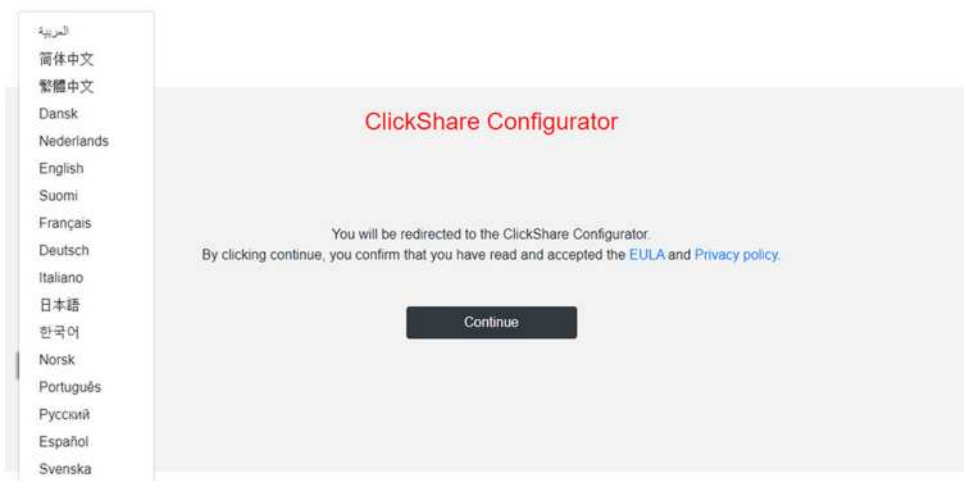 العربية
简体中文
繁體中文
Dansk
Nederlands
English
Suomi
Français
Deutsch
Italiano
日本語
한국어
Norsk
Português
Русский
Español
Svenska
ClickShare Configurator
You will be redirected to the ClickShare Configurator.
By clicking continue, you confirm that you have read and accepted the EULA and Privacy policy.
Continue